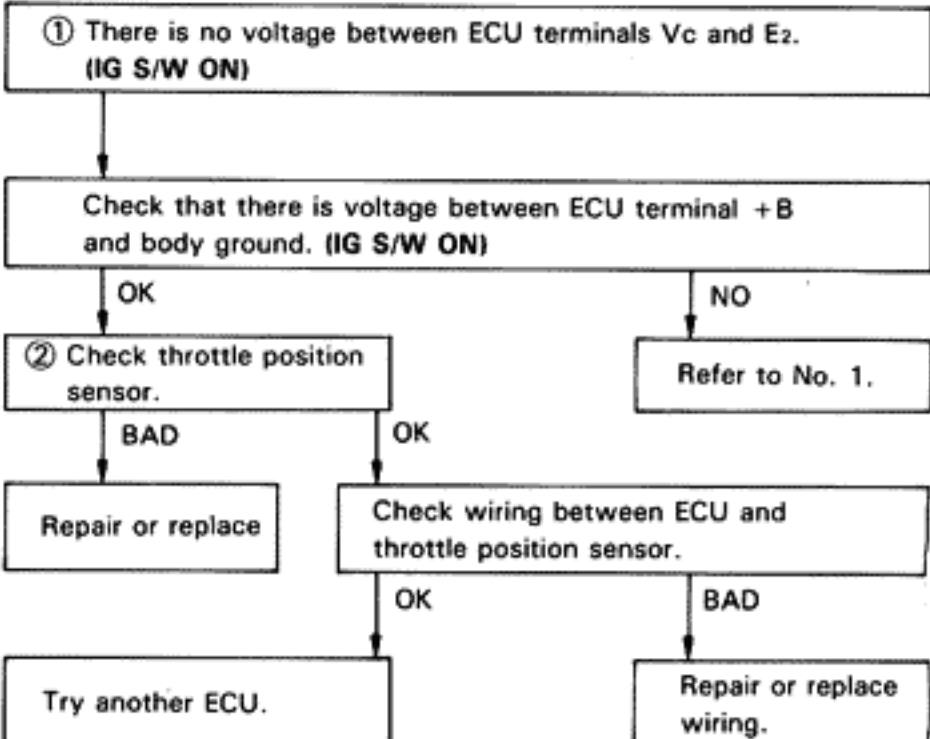 ① There is no voltage between ECU terminals Vc and E₂.
(IG S/W ON)
Check that there is voltage between ECU terminal +B
and body ground. (IG S/W ON)
OK
NO
② Check throttle position
sensor.
Refer to No. 1.
BAD
OK
Repair or replace
Check wiring between ECU and
throttle position sensor.
OK
BAD
Try another ECU.
Repair or replace
wiring.